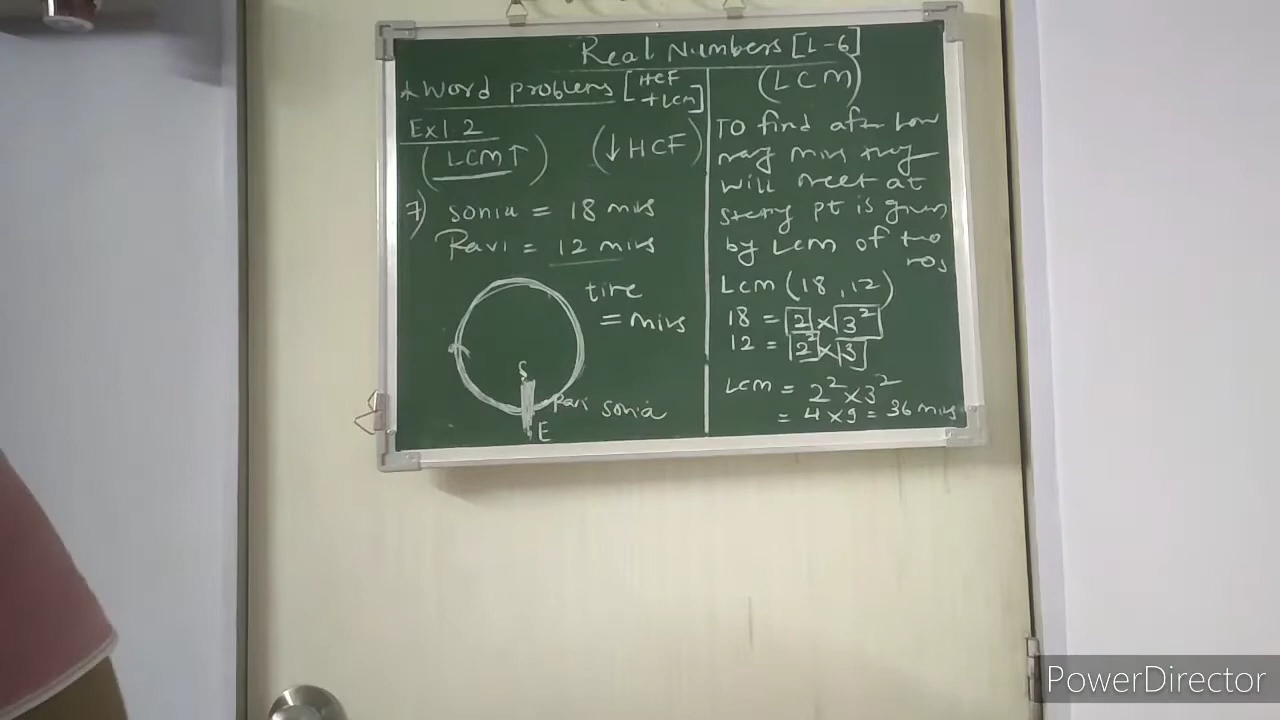 Real Numbers [L-6]
* Word problems [HCF + LCM]
Ex 1.2
(LCM ↑) (↓ HCF)
7) Sonia = 18 mins
Ravi = 12 mins
time
= mins
S
Ravi Sonia
E
(LCM)
To find after how
many mins they
will meet at
starting pt is given
by Lcm of two
nos
Lcm (18, 12)
18 = 2 × 3²
12 = 2² × 3
Lcm = 2² × 3²
= 4 × 9 = 36 mins
PowerDirector